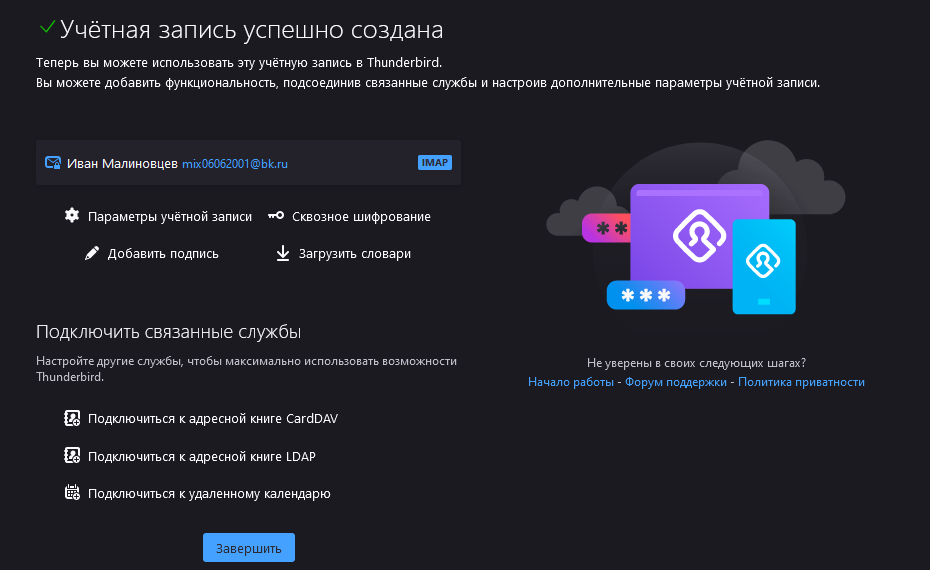 Учётная запись успешно создана
Теперь вы можете использовать эту учётную запись в Thunderbird.
Вы можете добавить функциональность, подсоединив связанные службы и настроив дополнительные параметры учётной записи.
Иван Малиновцев mix06062001@bk.ru IMAP
Параметры учётной записи Сквозное шифрование
Добавить подпись Загрузить словари
Подключить связанные службы
Настройте другие службы, чтобы максимально использовать возможности
Thunderbird.
Подключиться к адресной книге CardDAV
Подключиться к адресной книге LDAP
Подключиться к удаленному календарю
Завершить
Не уверены в своих следующих шагах?
Начало работы - Форум поддержки - Политика приватности